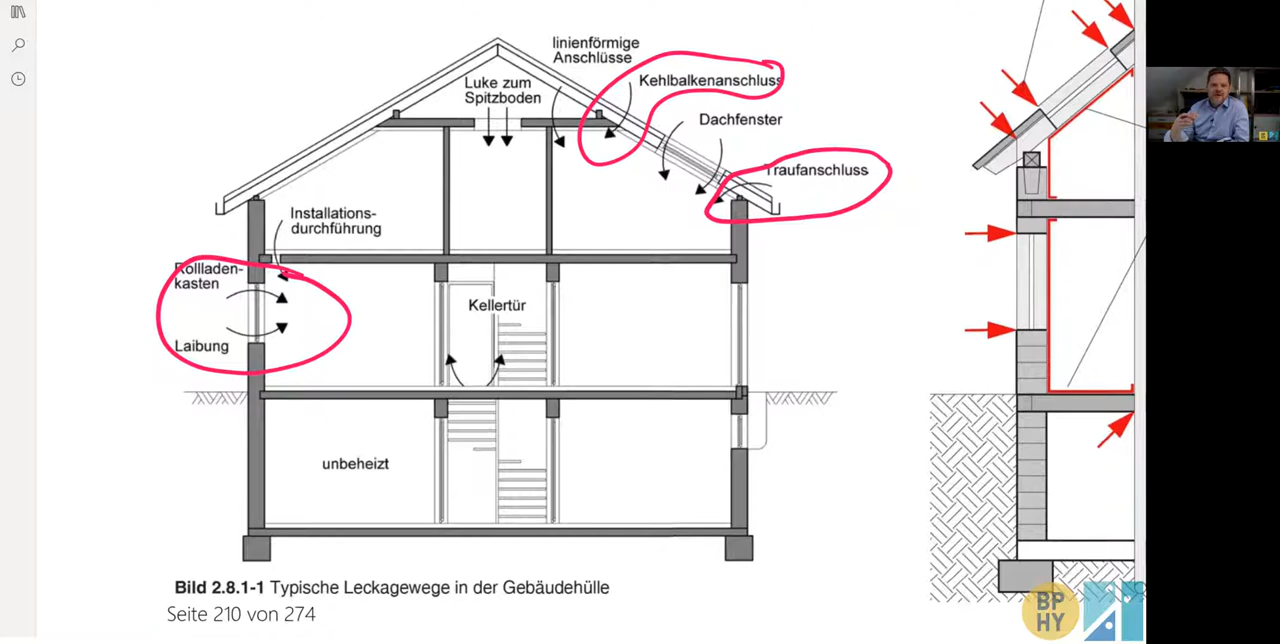 linienförmige
Anschlüsse
Luke zum
Spitzboden
Kehlbalkenanschluss
Dachfenster
Traufanschluss
Installations-
durchführung
Rollladen-
kasten
Laibung
Kellertür
unbeheizt
Bild 2.8.1-1 Typische Leckagewege in der Gebäudehülle
Seite 210 von 274
BP
HY